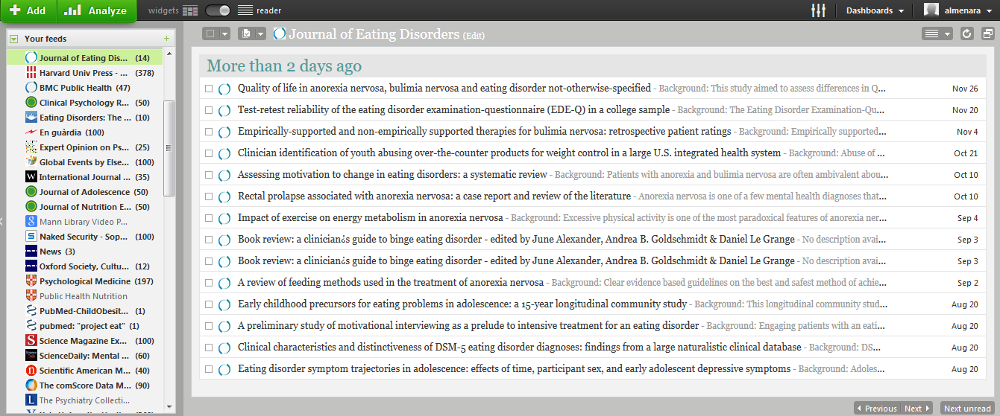 Add Analyze widgets reader Dashboards almenara
Your feeds +
Journal of Eating Dis... (14)
Harvard Univ Press - ... (378)
BMC Public Health (47)
Clinical Psychology R... (50)
Eating Disorders: The ... (10)
En guàrdia (100)
Expert Opinion on Ps... (25)
Global Events by Else... (100)
International Journal ... (35)
Journal of Adolescence (50)
Journal of Nutrition E... (50)
Mann Library Video P...
Naked Security - Sop... (100)
News (3)
Oxford Society, Cultu... (12)
Psychological Medicine (197)
Public Health Nutrition
PubMed-ChildObesit... (1)
pubmed: "project eat" (1)
Science Magazine Ex... (100)
ScienceDaily: Mental ... (60)
Scientific American M... (40)
The comScore Data M... (90)
The Psychiatry Collecti...
Journal of Eating Disorders (Edit)
More than 2 days ago
Quality of life in anorexia nervosa, bulimia nervosa and eating disorder not-otherwise-specified - Background: This study aimed to assess differences in Q... Nov 26
Test-retest reliability of the eating disorder examination-questionnaire (EDE-Q) in a college sample - Background: The Eating Disorder Examination-Qu... Nov 20
Empirically-supported and non-empirically supported therapies for bulimia nervosa: retrospective patient ratings - Background: Empirically supported... Nov 4
Clinician identification of youth abusing over-the-counter products for weight control in a large U.S. integrated health system - Background: Abuse of ... Oct 21
Assessing motivation to change in eating disorders: a systematic review - Background: Patients with anorexia and bulimia nervosa are often ambivalent abou... Oct 10
Rectal prolapse associated with anorexia nervosa: a case report and review of the literature - Anorexia nervosa is one of a few mental health diagnoses that... Oct 10
Impact of exercise on energy metabolism in anorexia nervosa - Background: Excessive physical activity is one of the most paradoxical features of anorexia ner... Sep 4
Book review: a clinician¿s guide to binge eating disorder - edited by June Alexander, Andrea B. Goldschmidt & Daniel Le Grange - No description avai... Sep 3
Book review: a clinician¿s guide to binge eating disorder - edited by June Alexander, Andrea B. Goldschmidt & Daniel Le Grange - No description avai... Sep 3
A review of feeding methods used in the treatment of anorexia nervosa - Background: Clear evidence based guidelines on the best and safest method of achie... Sep 2
Early childhood precursors for eating problems in adolescence: a 15-year longitudinal community study - Background: This longitudinal community stud... Aug 20
A preliminary study of motivational interviewing as a prelude to intensive treatment for an eating disorder - Background: Engaging patients with an eati... Aug 20
Clinical characteristics and distinctiveness of DSM-5 eating disorder diagnoses: findings from a large naturalistic clinical database - Background: DS... Aug 20
Eating disorder symptom trajectories in adolescence: effects of time, participant sex, and early adolescent depressive symptoms - Background: Adoles... Aug 20
Previous Next Next unread